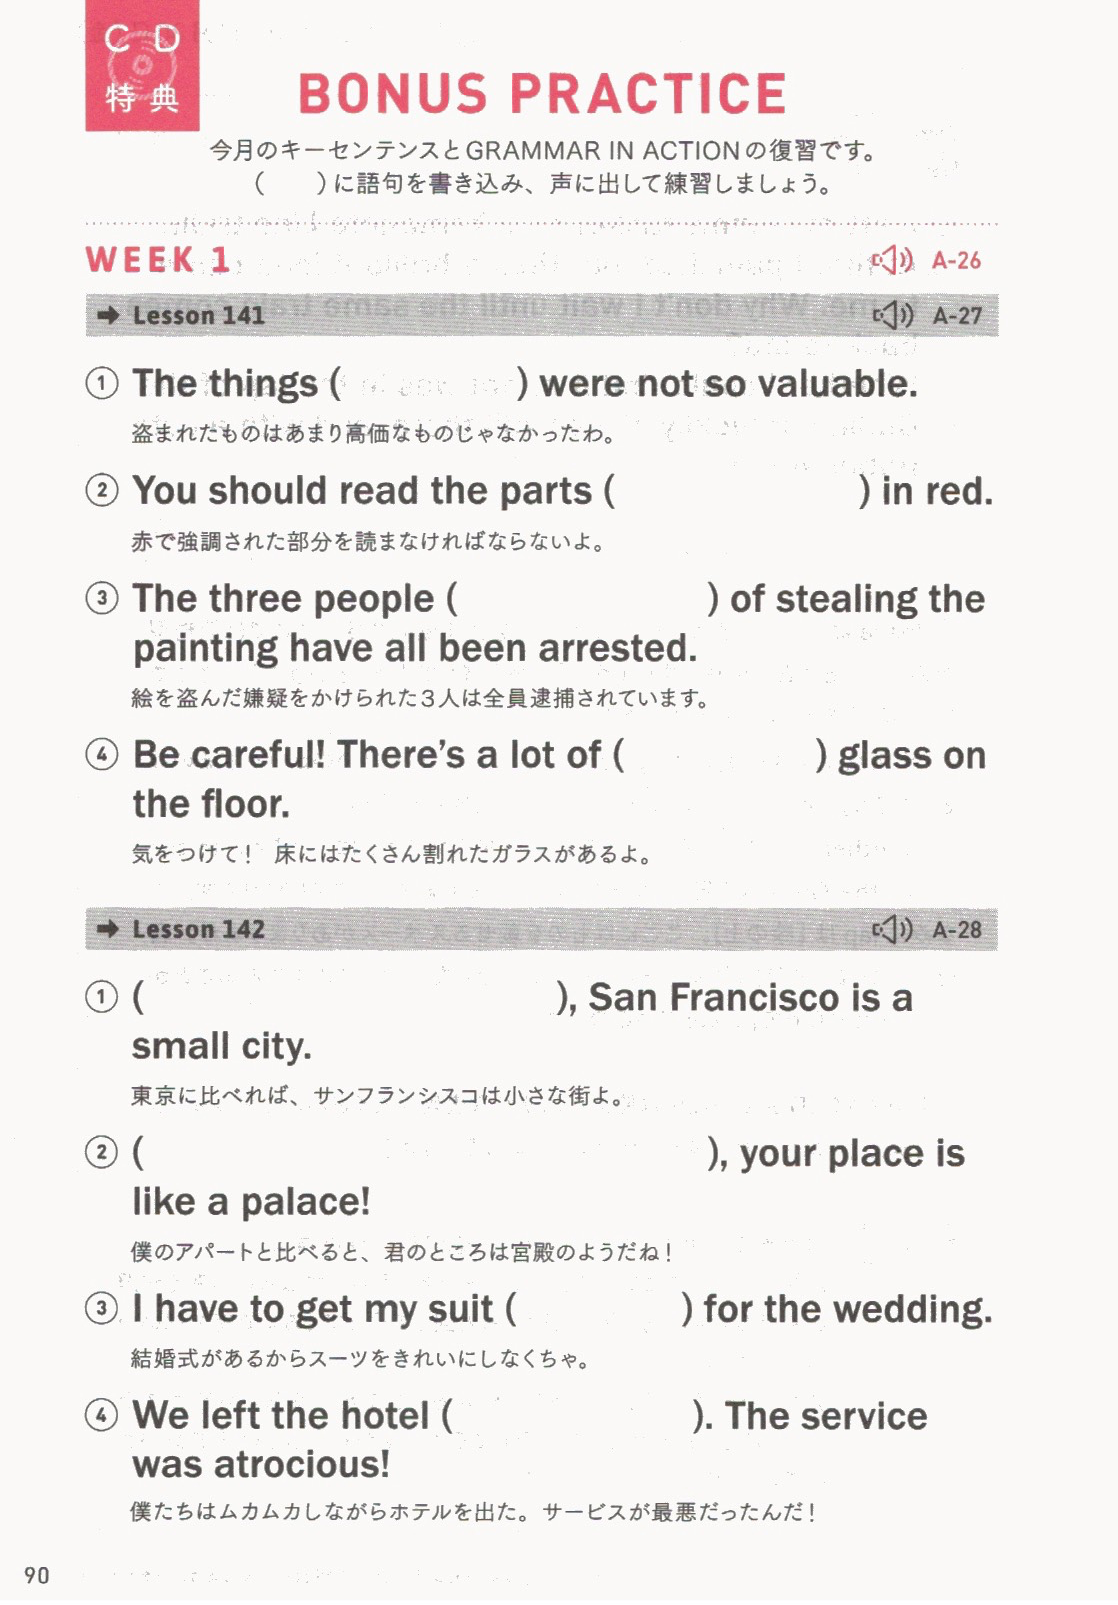 CD
特典
BONUS PRACTICE
今月のキーセンテンスとGRAMMAR IN ACTIONの復習です。
(　　)に語句を書き込み、声に出して練習しましょう。
WEEK 1 A-26
→ Lesson 141 A-27
① The things (　　　　) were not so valuable.
盗まれたものはあまり高価なものじゃなかったわ。
② You should read the parts (　　　　) in red.
赤で強調された部分を読まなければならないよ。
③ The three people (　　　　) of stealing the
painting have all been arrested.
絵を盗んだ嫌疑をかけられた3人は全員逮捕されています。
④ Be careful! There's a lot of (　　　　) glass on
the floor.
気をつけて！ 床にはたくさん割れたガラスがあるよ。
→ Lesson 142 A-28
① (　　　　), San Francisco is a
small city.
東京に比べれば、サンフランシスコは小さな街よ。
② (　　　　), your place is
like a palace!
僕のアパートと比べると、君のところは宮殿のようだね！
③ I have to get my suit (　　　　) for the wedding.
結婚式があるからスーツをきれいにしなくちゃ。
④ We left the hotel (　　　　). The service
was atrocious!
僕たちはムカムカしながらホテルを出た。サービスが最悪だったんだ！
90